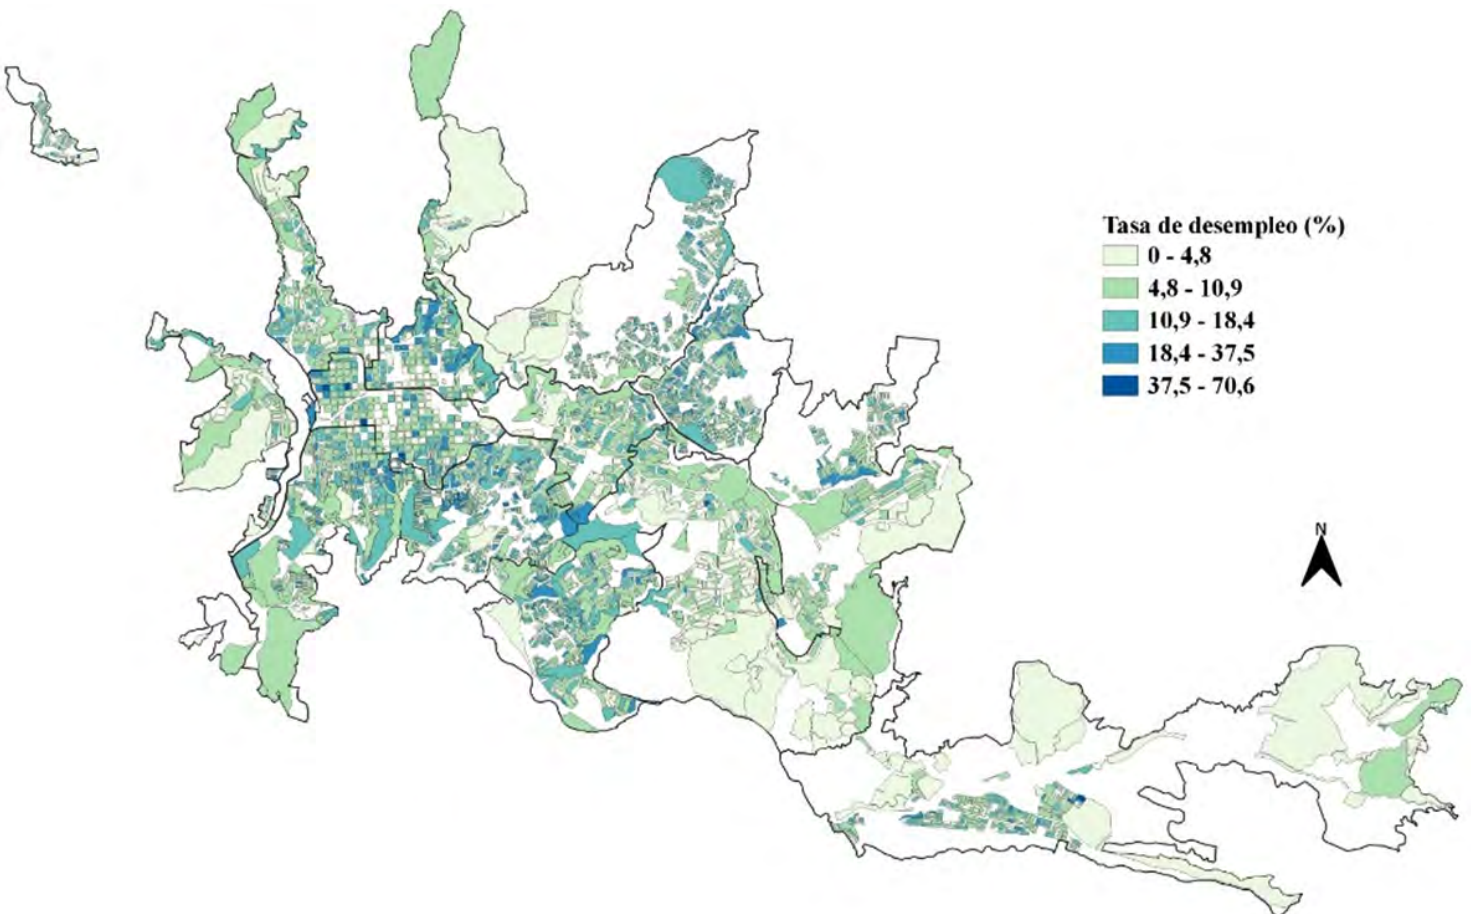 Tasa de desempleo (%)
0 - 4,8
4,8 - 10,9
10,9 - 18,4
18,4 - 37,5
37,5 - 70,6
N